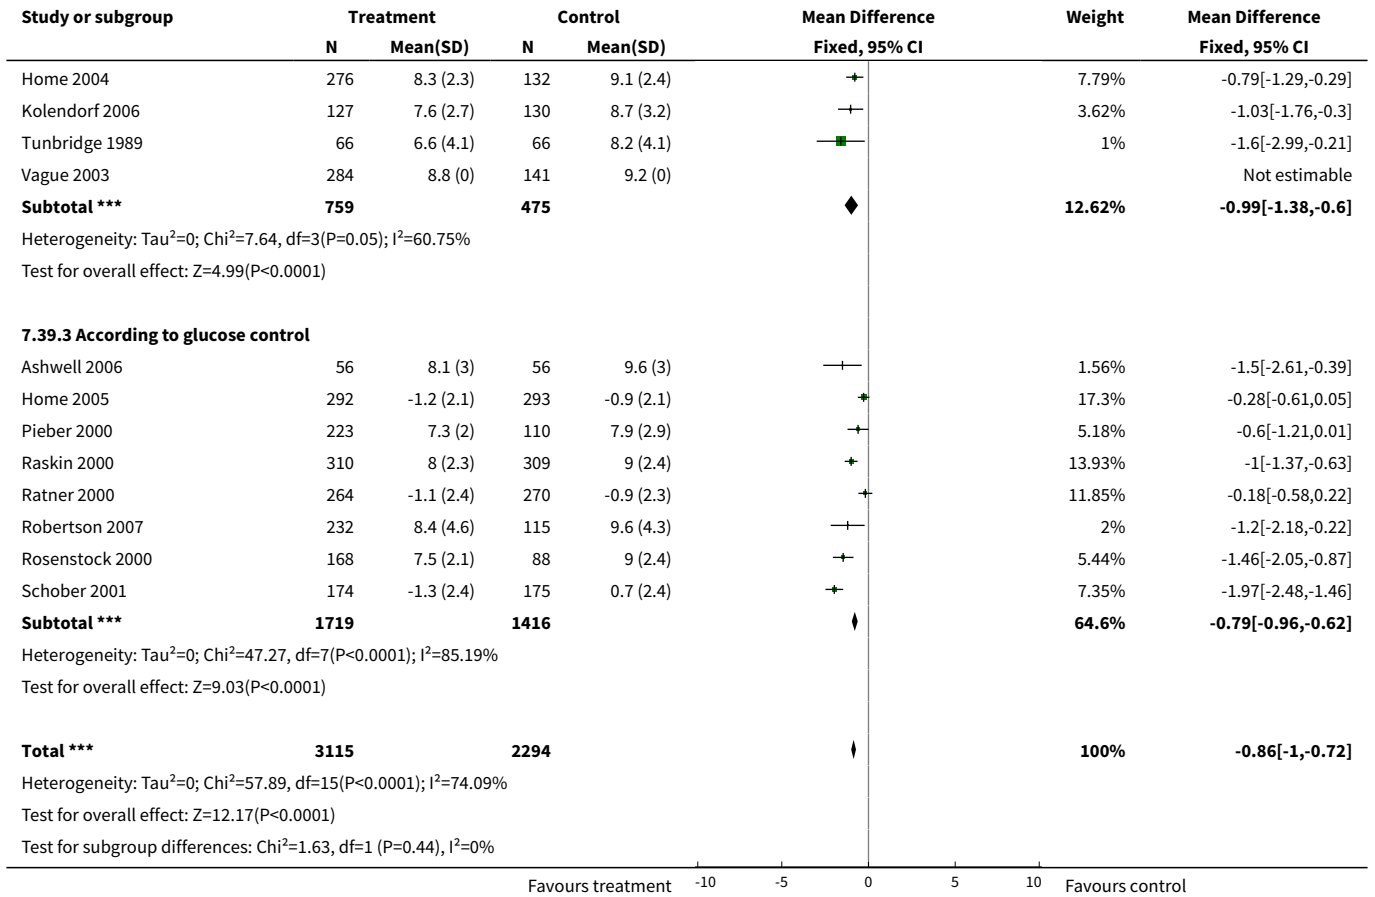 Study or subgroup Treatment Control Mean Difference Weight Mean Difference
N Mean(SD) N Mean(SD) Fixed, 95% CI Fixed, 95% CI
Home 2004 276 8.3 (2.3) 132 9.1 (2.4) 7.79% -0.79[-1.29,-0.29]
Kolendorf 2006 127 7.6 (2.7) 130 8.7 (3.2) 3.62% -1.03[-1.76,-0.3]
Tunbridge 1989 66 6.6 (4.1) 66 8.2 (4.1) 1% -1.6[-2.99,-0.21]
Vague 2003 284 8.8 (0) 141 9.2 (0) Not estimable
Subtotal *** 759 475 12.62% -0.99[-1.38,-0.6]
Heterogeneity: Tau²=0; Chi²=7.64, df=3(P=0.05); I²=60.75%
Test for overall effect: Z=4.99(P<0.0001)
7.39.3 According to glucose control
Ashwell 2006 56 8.1 (3) 56 9.6 (3) 1.56% -1.5[-2.61,-0.39]
Home 2005 292 -1.2 (2.1) 293 -0.9 (2.1) 17.3% -0.28[-0.61,0.05]
Pieber 2000 223 7.3 (2) 110 7.9 (2.9) 5.18% -0.6[-1.21,0.01]
Raskin 2000 310 8 (2.3) 309 9 (2.4) 13.93% -1[-1.37,-0.63]
Ratner 2000 264 -1.1 (2.4) 270 -0.9 (2.3) 11.85% -0.18[-0.58,0.22]
Robertson 2007 232 8.4 (4.6) 115 9.6 (4.3) 2% -1.2[-2.18,-0.22]
Rosenstock 2000 168 7.5 (2.1) 88 9 (2.4) 5.44% -1.46[-2.05,-0.87]
Schober 2001 174 -1.3 (2.4) 175 0.7 (2.4) 7.35% -1.97[-2.48,-1.46]
Subtotal *** 1719 1416 64.6% -0.79[-0.96,-0.62]
Heterogeneity: Tau²=0; Chi²=47.27, df=7(P<0.0001); I²=85.19%
Test for overall effect: Z=9.03(P<0.0001)
Total *** 3115 2294 100% -0.86[-1,-0.72]
Heterogeneity: Tau²=0; Chi²=57.89, df=15(P<0.0001); I²=74.09%
Test for overall effect: Z=12.17(P<0.0001)
Test for subgroup differences: Chi²=1.63, df=1 (P=0.44), I²=0%
Favours treatment -10 -5 0 5 10 Favours control